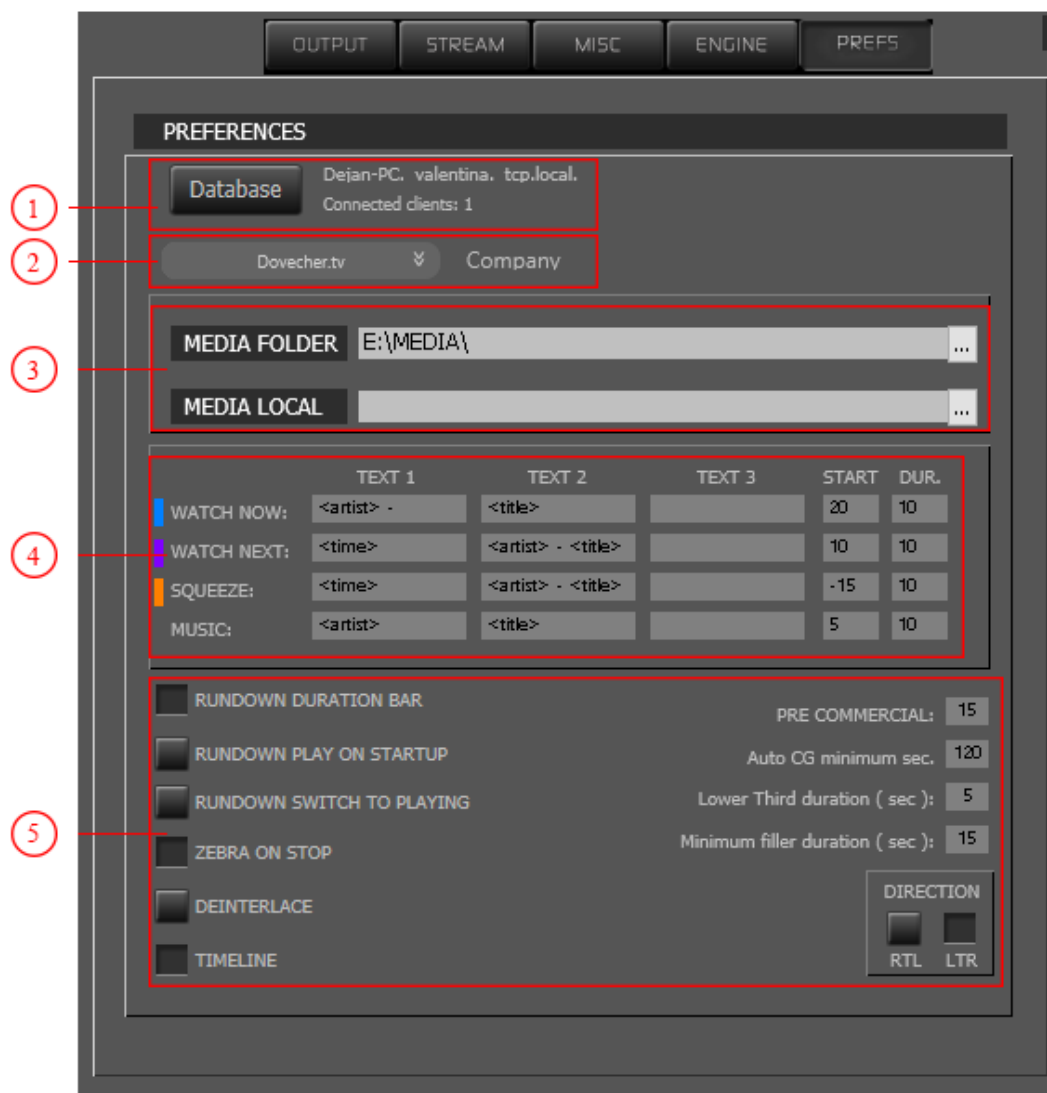 OUTPUT STREAM MISC ENGINE PREFS
PREFERENCES
1
Database
Dejan-PC. valentina. tcp.local.
Connected clients: 1
2
Dovecher.tv
Company
3
MEDIA FOLDER E:\MEDIA\ ...
MEDIA LOCAL ...
4
TEXT 1 TEXT 2 TEXT 3 START DUR.
WATCH NOW: <artist> - <title> 20 10
WATCH NEXT: <time> <artist> - <title> 10 10
SQUEEZE: <time> <artist> - <title> -15 10
MUSIC: <artist> <title> 5 10
5
RUNDOWN DURATION BAR
RUNDOWN PLAY ON STARTUP
RUNDOWN SWITCH TO PLAYING
ZEBRA ON STOP
DEINTERLACE
TIMELINE
PRE COMMERCIAL: 15
Auto CG minimum sec. 120
Lower Third duration ( sec ): 5
Minimum filler duration ( sec ): 15
DIRECTION
RTL LTR